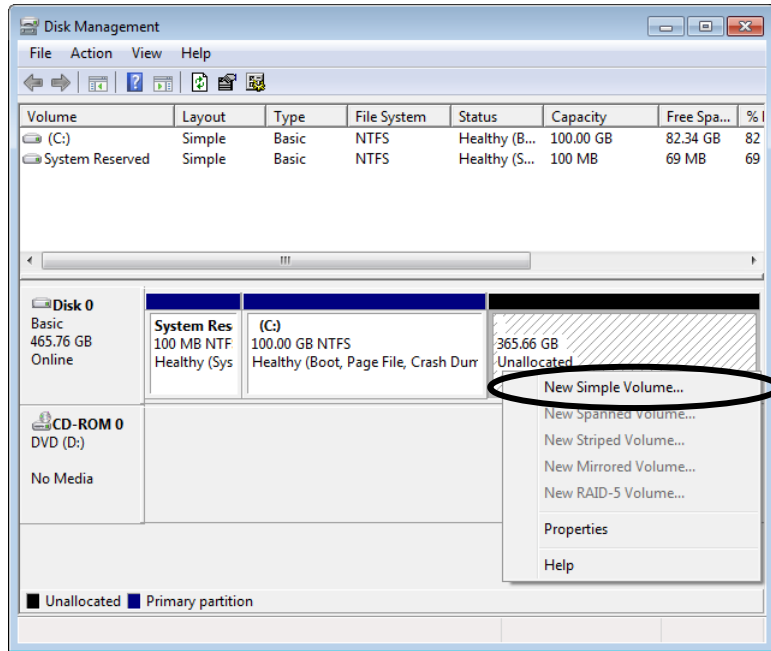 Disk Management
File Action View Help
Volume Layout Type File System Status Capacity Free Spa... %
(C:) Simple Basic NTFS Healthy (B... 100.00 GB 82.34 GB 82
System Reserved Simple Basic NTFS Healthy (S... 100 MB 69 MB 69
Disk 0
Basic
465.76 GB
Online
System Res
100 MB NTF
Healthy (Sys
(C:)
100.00 GB NTFS
Healthy (Boot, Page File, Crash Dum
365.66 GB
Unallocated
New Simple Volume...
New Spanned Volume...
New Striped Volume...
New Mirrored Volume...
New RAID-5 Volume...
Properties
Help
CD-ROM 0
DVD (D:)
No Media
Unallocated Primary partition